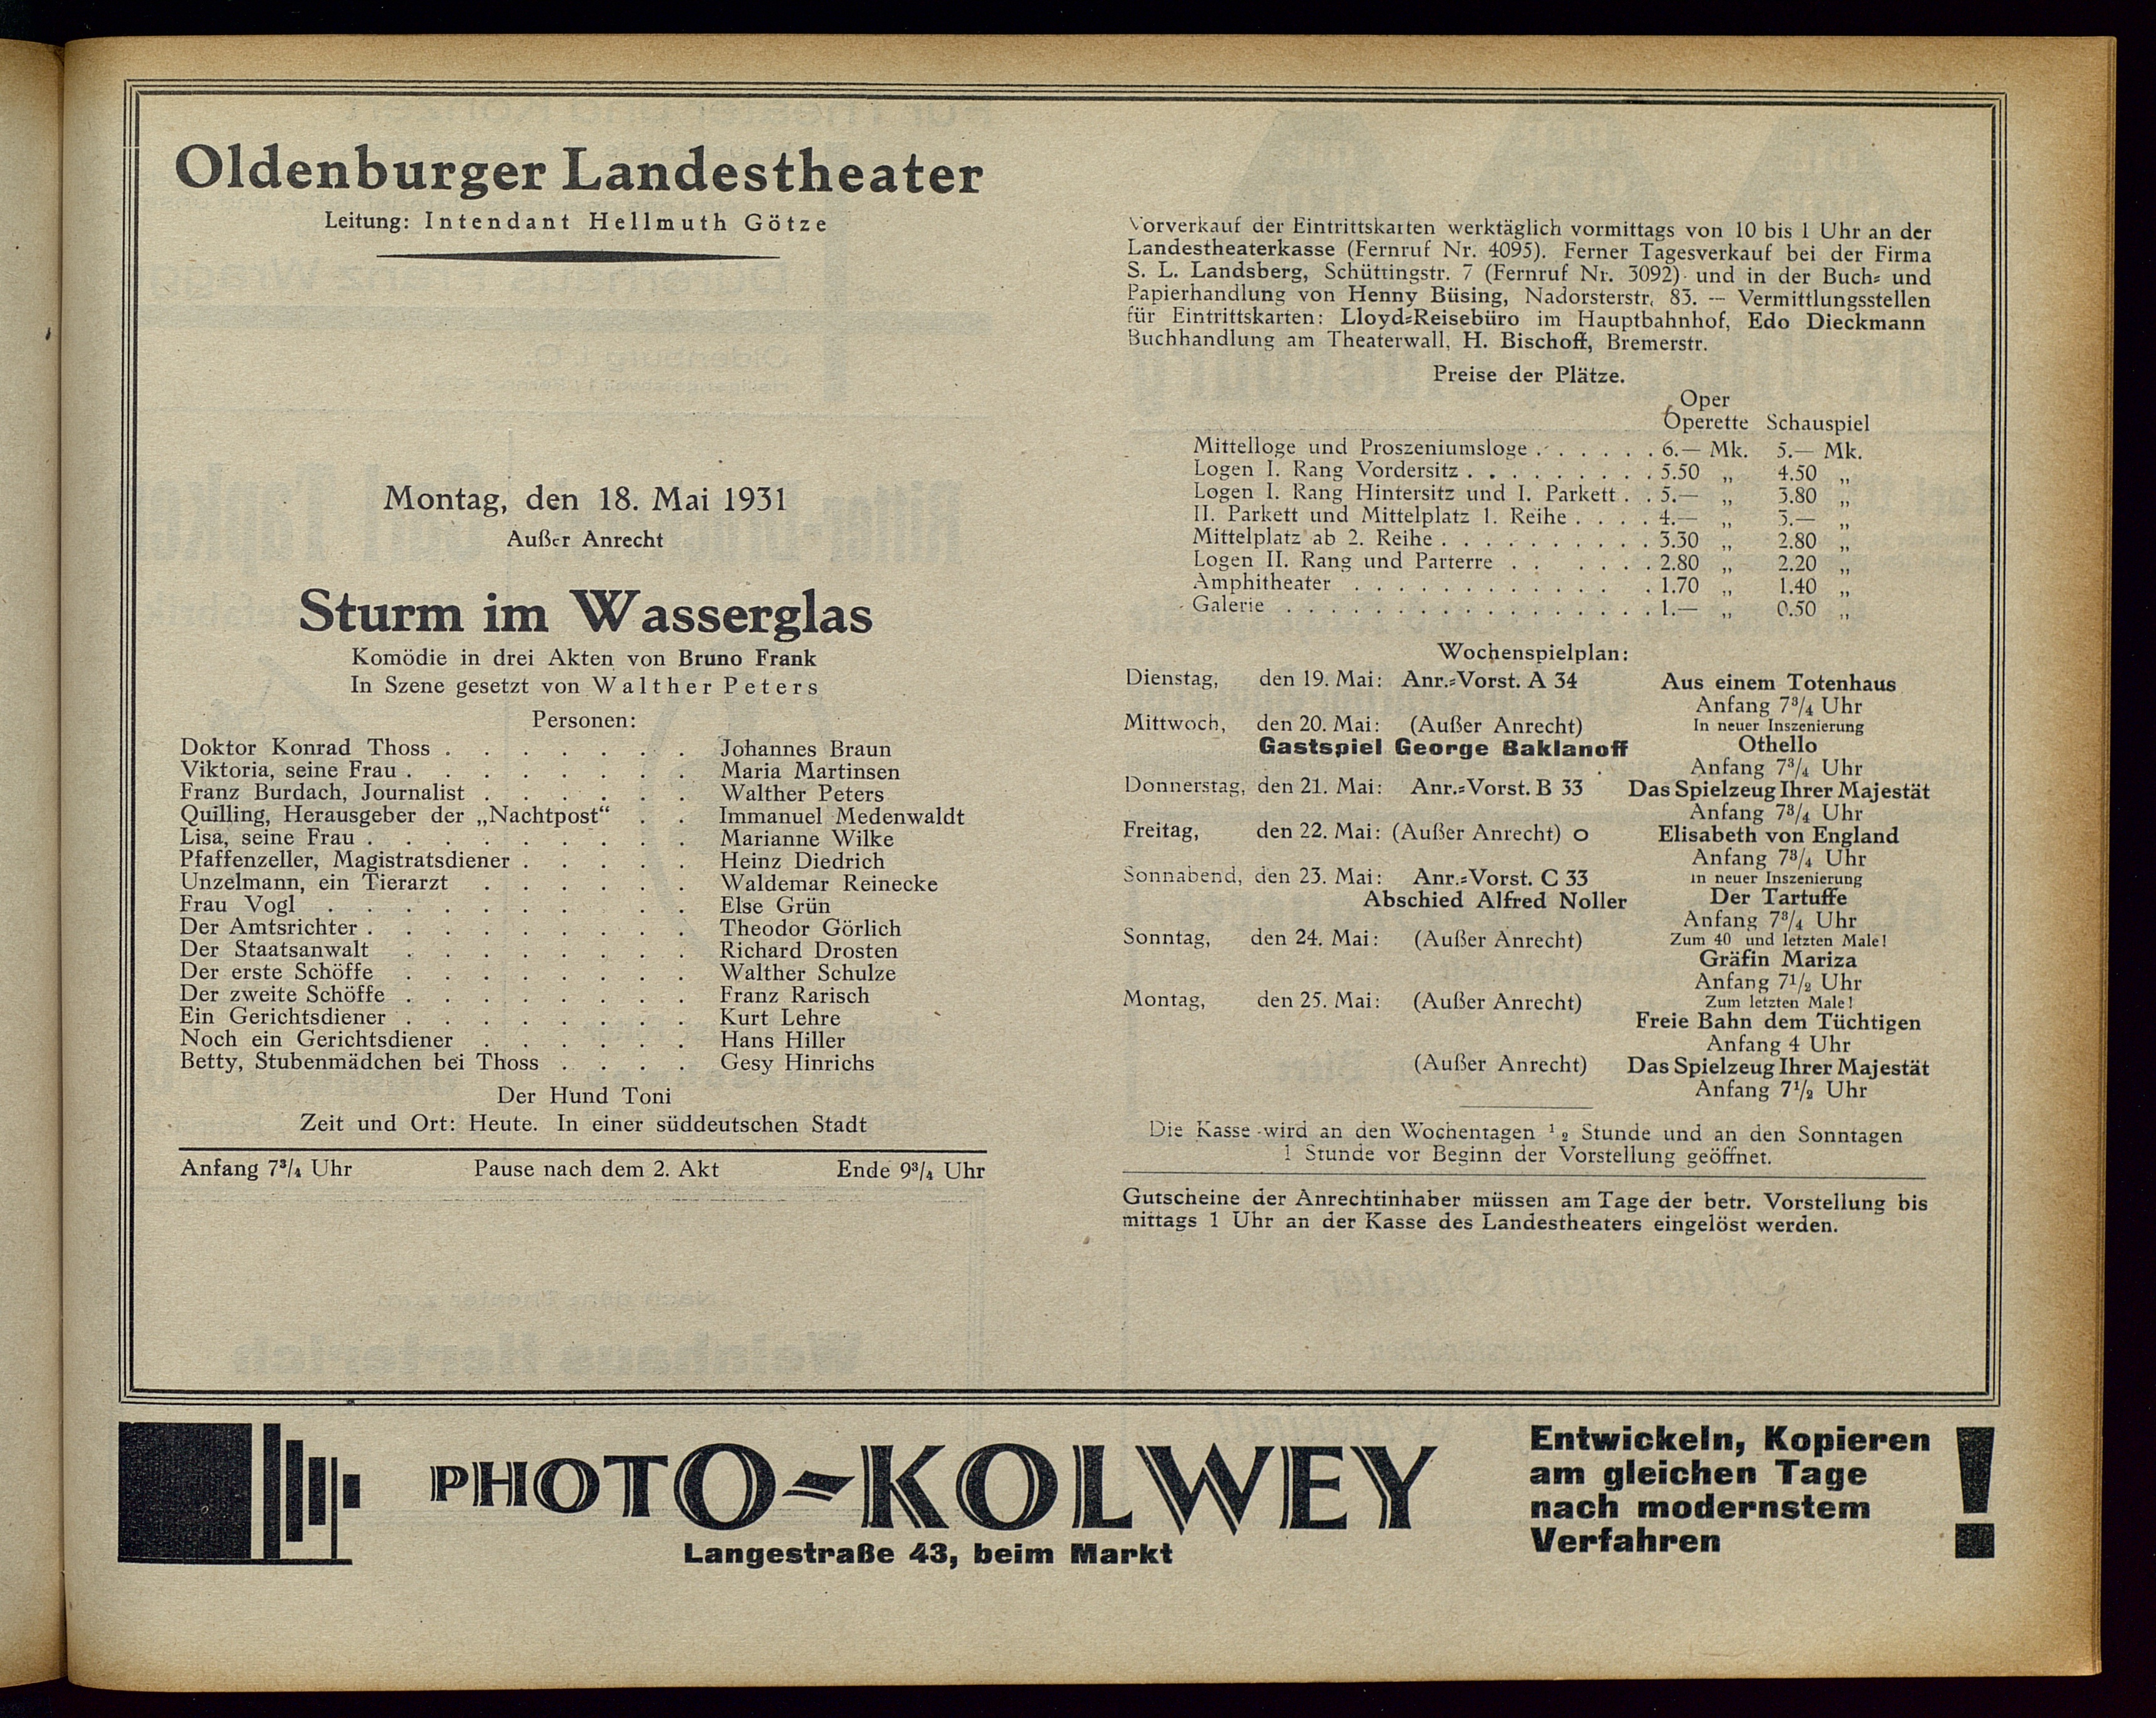 Oldenburger Landestheater
Leitung: Intendant Hellmuth Götze
Montag, den 18. Mai 1931
Außer Anrecht
Sturm im Wasserglas
Komödie in drei Akten von Bruno Frank
In Szene gesetzt von Walther Peters
Personen:
Doktor Konrad Thoss . . . . . . . Johannes Braun
Viktoria, seine Frau . . . . . . . . Maria Martinsen
Franz Burdach, Journalist . . . . . . Walther Peters
Quilling, Herausgeber der „Nachtpost“ . . Immanuel Medenwaldt
Lisa, seine Frau . . . . . . . . . Marianne Wilke
Pfaffenzeller, Magistratsdiener . . . . . Heinz Diedrich
Unzelmann, ein Tierarzt . . . . . . Waldemar Reinecke
Frau Vogl . . . . . . . . . Else Grün
Der Amtsrichter . . . . . . . . . Theodor Görlich
Der Staatsanwalt . . . . . . . . Richard Drosten
Der erste Schöffe . . . . . . . . Walther Schulze
Der zweite Schöffe . . . . . . . . Franz Rarisch
Ein Gerichtsdiener . . . . . . . . Kurt Lehre
Noch ein Gerichtsdiener . . . . . . Hans Hiller
Betty, Stubenmädchen bei Thoss . . . . Gesy Hinrichs
Der Hund Toni
Zeit und Ort: Heute. In einer süddeutschen Stadt
Anfang 7³/₄ Uhr Pause nach dem 2. Akt Ende 9³/₄ Uhr
Vorverkauf der Eintrittskarten werktäglich vormittags von 10 bis 1 Uhr an der
Landestheaterkasse (Fernruf Nr. 4095). Ferner Tagesverkauf bei der Firma
S. L. Landsberg, Schüttingstr. 7 (Fernruf Nr. 3092) und in der Buch- und
Papierhandlung von Henny Büsing, Nadorsterstr. 83. — Vermittlungsstellen
für Eintrittskarten: Lloyd-Reisebüro im Hauptbahnhof, Edo Dieckmann
Buchhandlung am Theaterwall, H. Bischoff, Bremerstr.
Preise der Plätze.
Oper
Operette Schauspiel
Mittelloge und Proszeniumsloge . . . . . . 6.— Mk. 5.— Mk.
Logen I. Rang Vordersitz . . . . . . . . . 5.50 „ 4.50 „
Logen I. Rang Hintersitz und I. Parkett . . 5.— „ 3.80 „
II. Parkett und Mittelplatz 1. Reihe . . . . 4.— „ 3.— „
Mittelplatz ab 2. Reihe . . . . . . . . . . 3.30 „ 2.80 „
Logen II. Rang und Parterre . . . . . . 2.80 „ 2.20 „
Amphitheater . . . . . . . . . . . 1.70 „ 1.40 „
Galerie . . . . . . . . . . . . . . . . 1.— „ 0.50 „
Wochenspielplan:
Dienstag, den 19. Mai: Anr.-Vorst. A 34 Aus einem Totenhaus
Anfang 7³/₄ Uhr
Mittwoch, den 20. Mai: (Außer Anrecht) In neuer Inszenierung
Gastspiel George Baklanoff Othello
Anfang 7³/₄ Uhr
Donnerstag, den 21. Mai: Anr.-Vorst. B 33 Das Spielzeug Ihrer Majestät
Anfang 7³/₄ Uhr
Freitag, den 22. Mai: (Außer Anrecht) O Elisabeth von England
Anfang 7³/₄ Uhr
Sonnabend, den 23. Mai: Anr.-Vorst. C 33 in neuer Inszenierung
Abschied Alfred Noller Der Tartuffe
Anfang 7³/₄ Uhr
Sonntag, den 24. Mai: (Außer Anrecht) Zum 40 und letzten Male!
Gräfin Mariza
Anfang 7¹/₂ Uhr
Montag, den 25. Mai: (Außer Anrecht) Zum letzten Male!
Freie Bahn dem Tüchtigen
Anfang 4 Uhr
(Außer Anrecht) Das Spielzeug Ihrer Majestät
Anfang 7¹/₂ Uhr
Die Kasse wird an den Wochentagen ¹/₂ Stunde und an den Sonntagen
1 Stunde vor Beginn der Vorstellung geöffnet.
Gutscheine der Anrechtinhaber müssen am Tage der betr. Vorstellung bis
mittags 1 Uhr an der Kasse des Landestheaters eingelöst werden.
PHOTO-KOLWEY
Langestraße 43, beim Markt
Entwickeln, Kopieren
am gleichen Tage
nach modernstem
Verfahren !